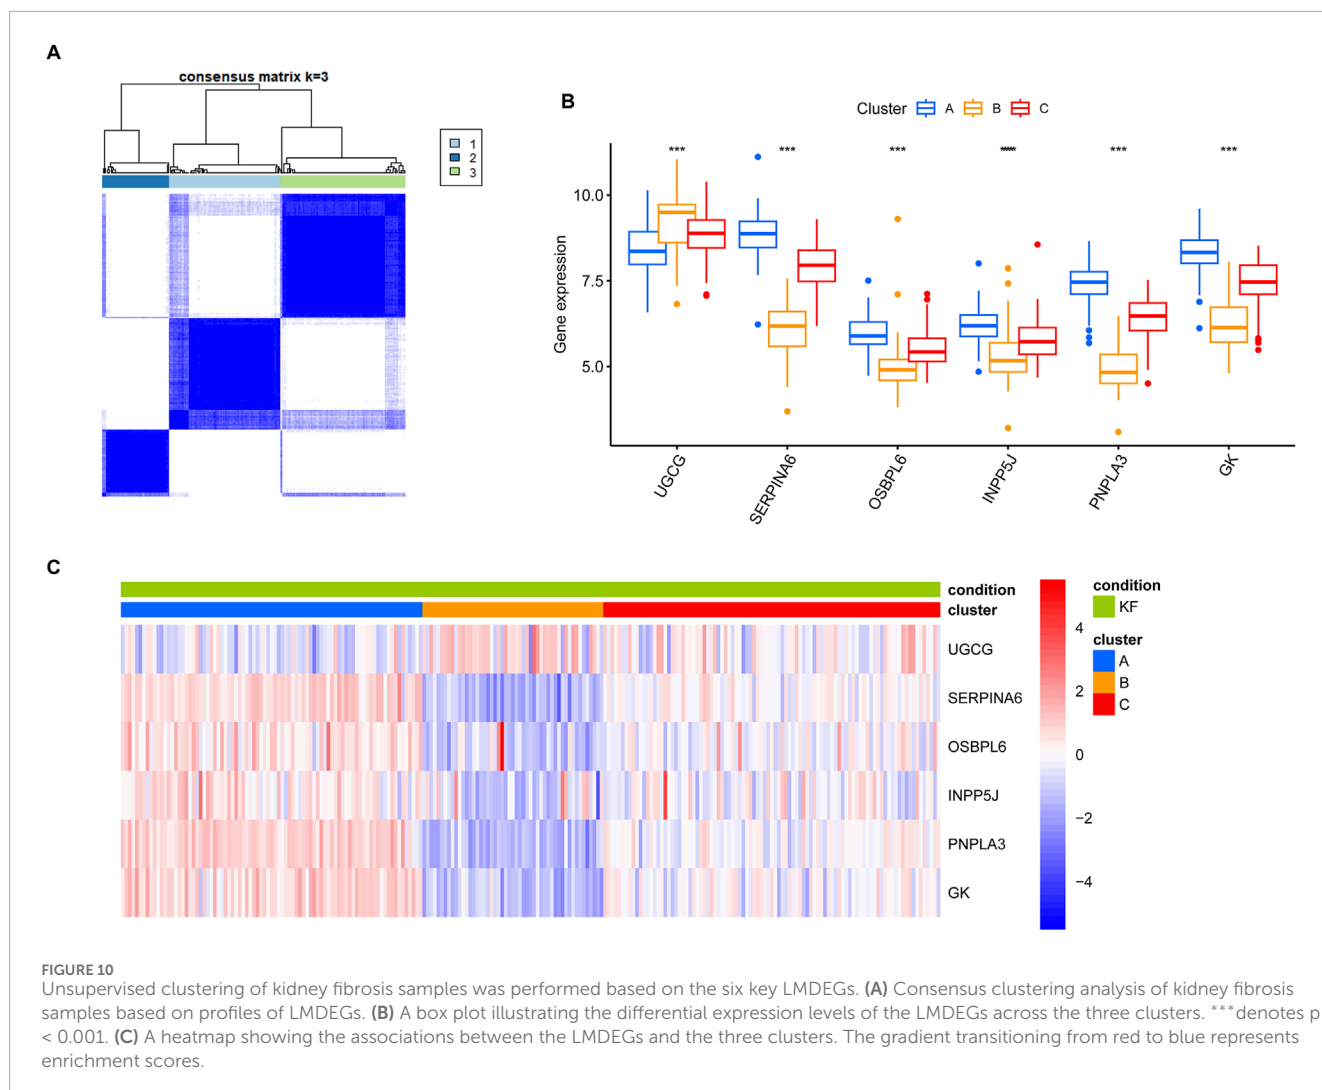 A
consensus matrix k=3
1
2
3
B
Cluster A B C
*** *** *** *** ***
10.0
7.5
5.0
Gene expression
UGCG
SERPINA6
OSBPL6
INPP5J
PNPLA3
GK
C
condition
cluster
UGCG
SERPINA6
OSBPL6
INPP5J
PNPLA3
GK
4
2
0
−2
−4
condition
KF
cluster
A
B
C
FIGURE 10
Unsupervised clustering of kidney fibrosis samples was performed based on the six key LMDEGs. (A) Consensus clustering analysis of kidney fibrosis
samples based on profiles of LMDEGs. (B) A box plot illustrating the differential expression levels of the LMDEGs across the three clusters. ***denotes p
< 0.001. (C) A heatmap showing the associations between the LMDEGs and the three clusters. The gradient transitioning from red to blue represents
enrichment scores.